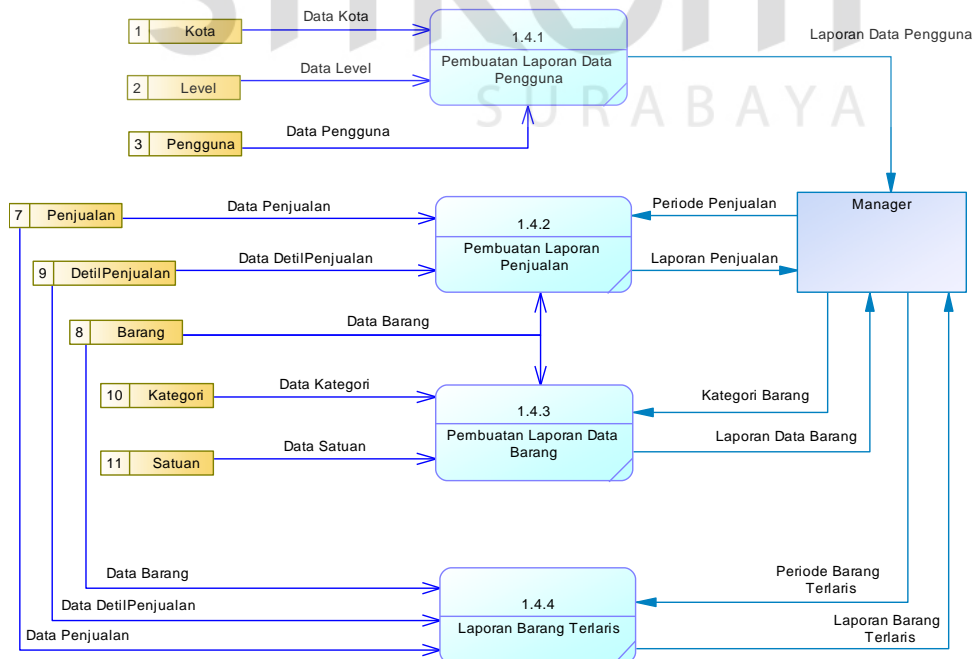 1 Kota
Data Kota
1.4.1
Pembuatan Laporan Data
Pengguna
Laporan Data Pengguna
2 Level
Data Level
3 Pengguna
Data Pengguna
SURABAYA
7 Penjualan
Data Penjualan
1.4.2
Pembuatan Laporan
Penjualan
Periode Penjualan
Manager
9 DetilPenjualan
Data DetilPenjualan
Laporan Penjualan
8 Barang
Data Barang
10 Kategori
Data Kategori
1.4.3
Pembuatan Laporan Data
Barang
Kategori Barang
11 Satuan
Data Satuan
Laporan Data Barang
Data Barang
Data DetilPenjualan
Data Penjualan
1.4.4
Laporan Barang Terlaris
Periode Barang
Terlaris
Laporan Barang
Terlaris